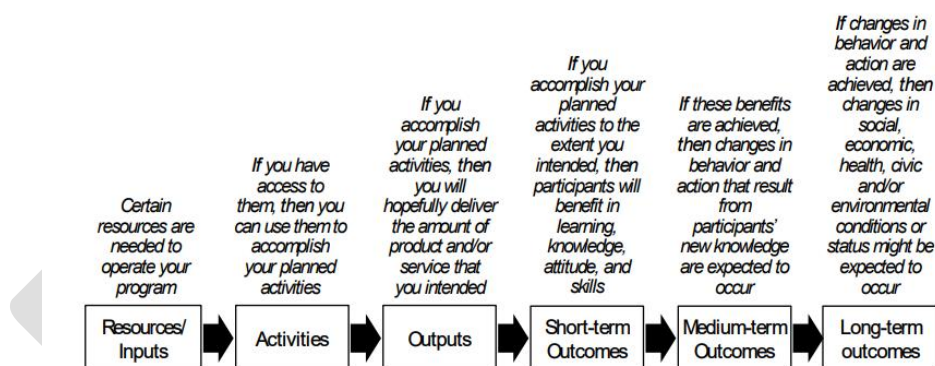 Certain
resources are
needed to
operate your
program
If you have
access to
them, then you
can use them to
accomplish
your planned
activities
If you
accomplish
your planned
activities, then
you will
hopefully deliver
the amount of
product and/or
service that
you intended
If you
accomplish your
planned
activities to the
extent you
intended, then
participants will
benefit in
learning,
knowledge,
attitude, and
skills
If these benefits
are achieved,
then changes in
behavior and
action that result
from
participants'
new knowledge
are expected to
occur
If changes in
behavior and
action are
achieved, then
changes in
social,
economic,
health, civic
and/or
environmental
conditions or
status might be
expected to
occur
Resources/
Inputs
Activities
Outputs
Short-term
Outcomes
Medium-term
Outcomes
Long-term
outcomes